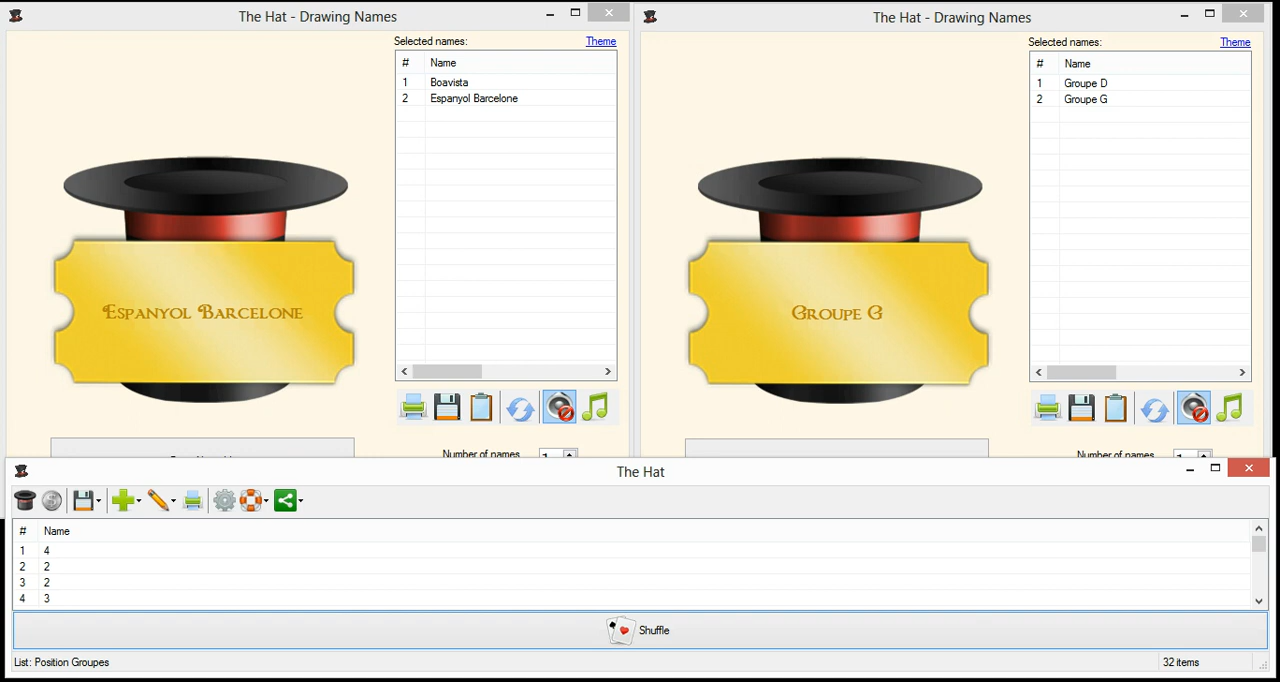 The Hat - Drawing Names
Selected names:
Theme
# Name
1 Boavista
2 Espanyol Barcelone
Espanyol Barcelone
Number of names
The Hat - Drawing Names
Selected names:
Theme
# Name
1 Groupe D
2 Groupe G
Groupe G
Number of names
The Hat
# Name
1 4
2 2
3 2
4 3
Shuffle
List: Position Groupes
32 items